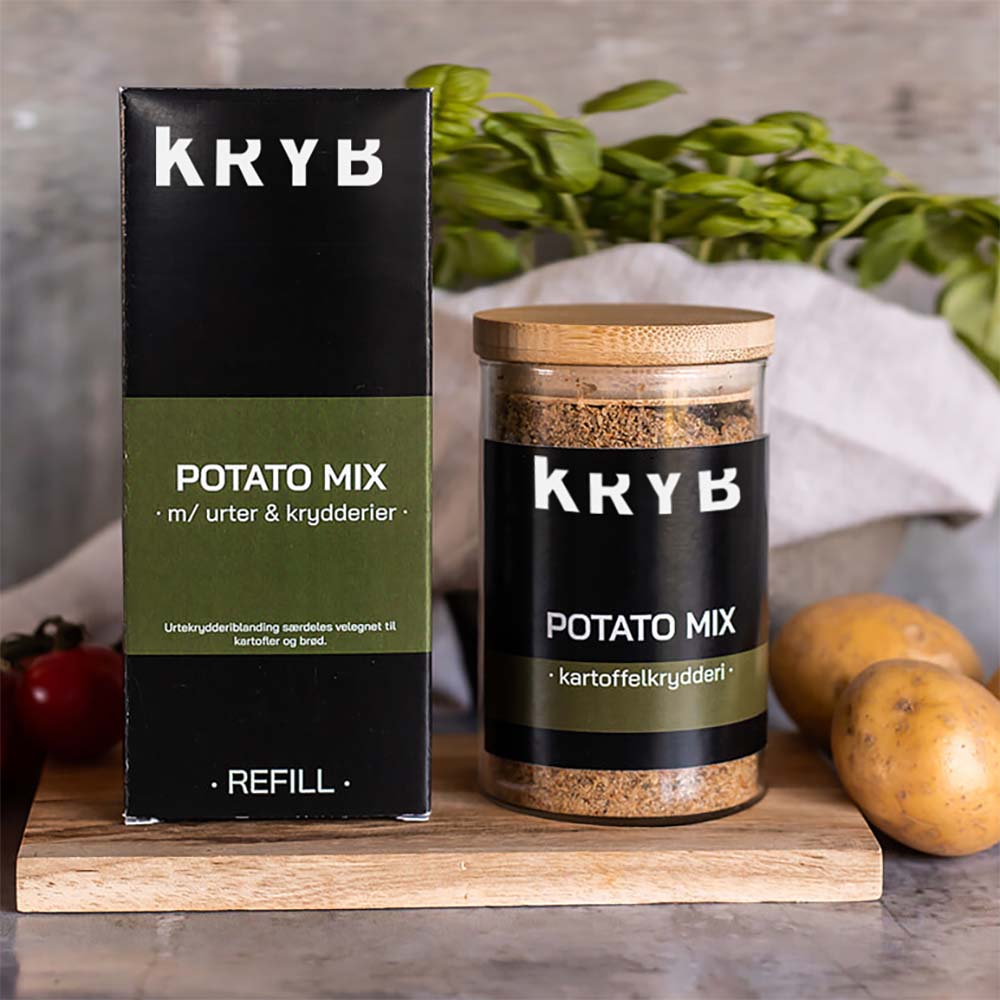 KRYB
POTATO MIX
· m/ urter & krydderier ·
Urtekrydderiblanding særdeles velegnet til
kartofler og brød.
· REFILL ·
KRYB
POTATO MIX
· kartoffelkrydderi ·